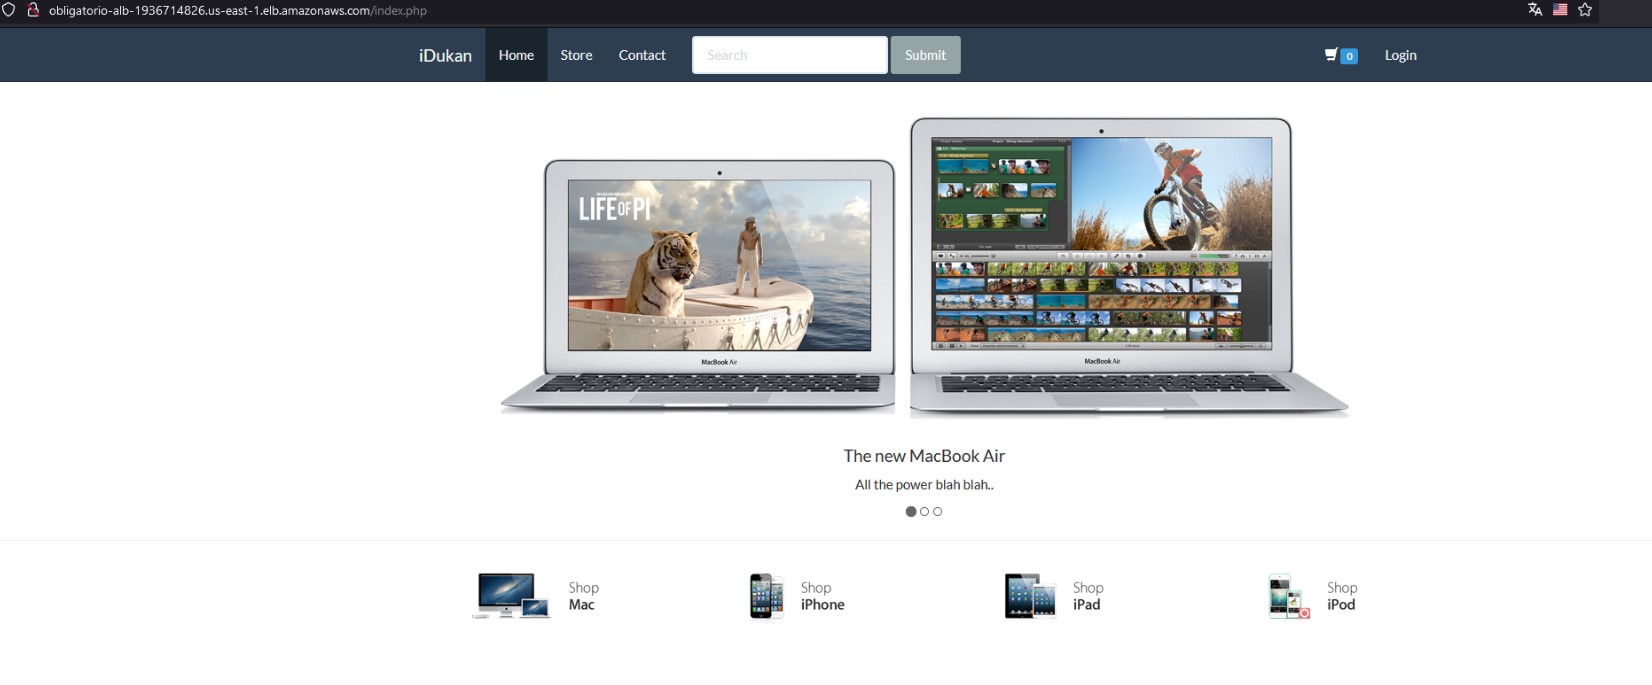 obligatorio-alb-1936714826.us-east-1.elb.amazonaws.com/index.php
iDukan
Home
Store
Contact
Search
Submit
0
Login
LIFE OF PI
MacBook Air
MacBook Air
The new MacBook Air
All the power blah blah..
Shop
Mac
Shop
iPhone
Shop
iPad
Shop
iPod